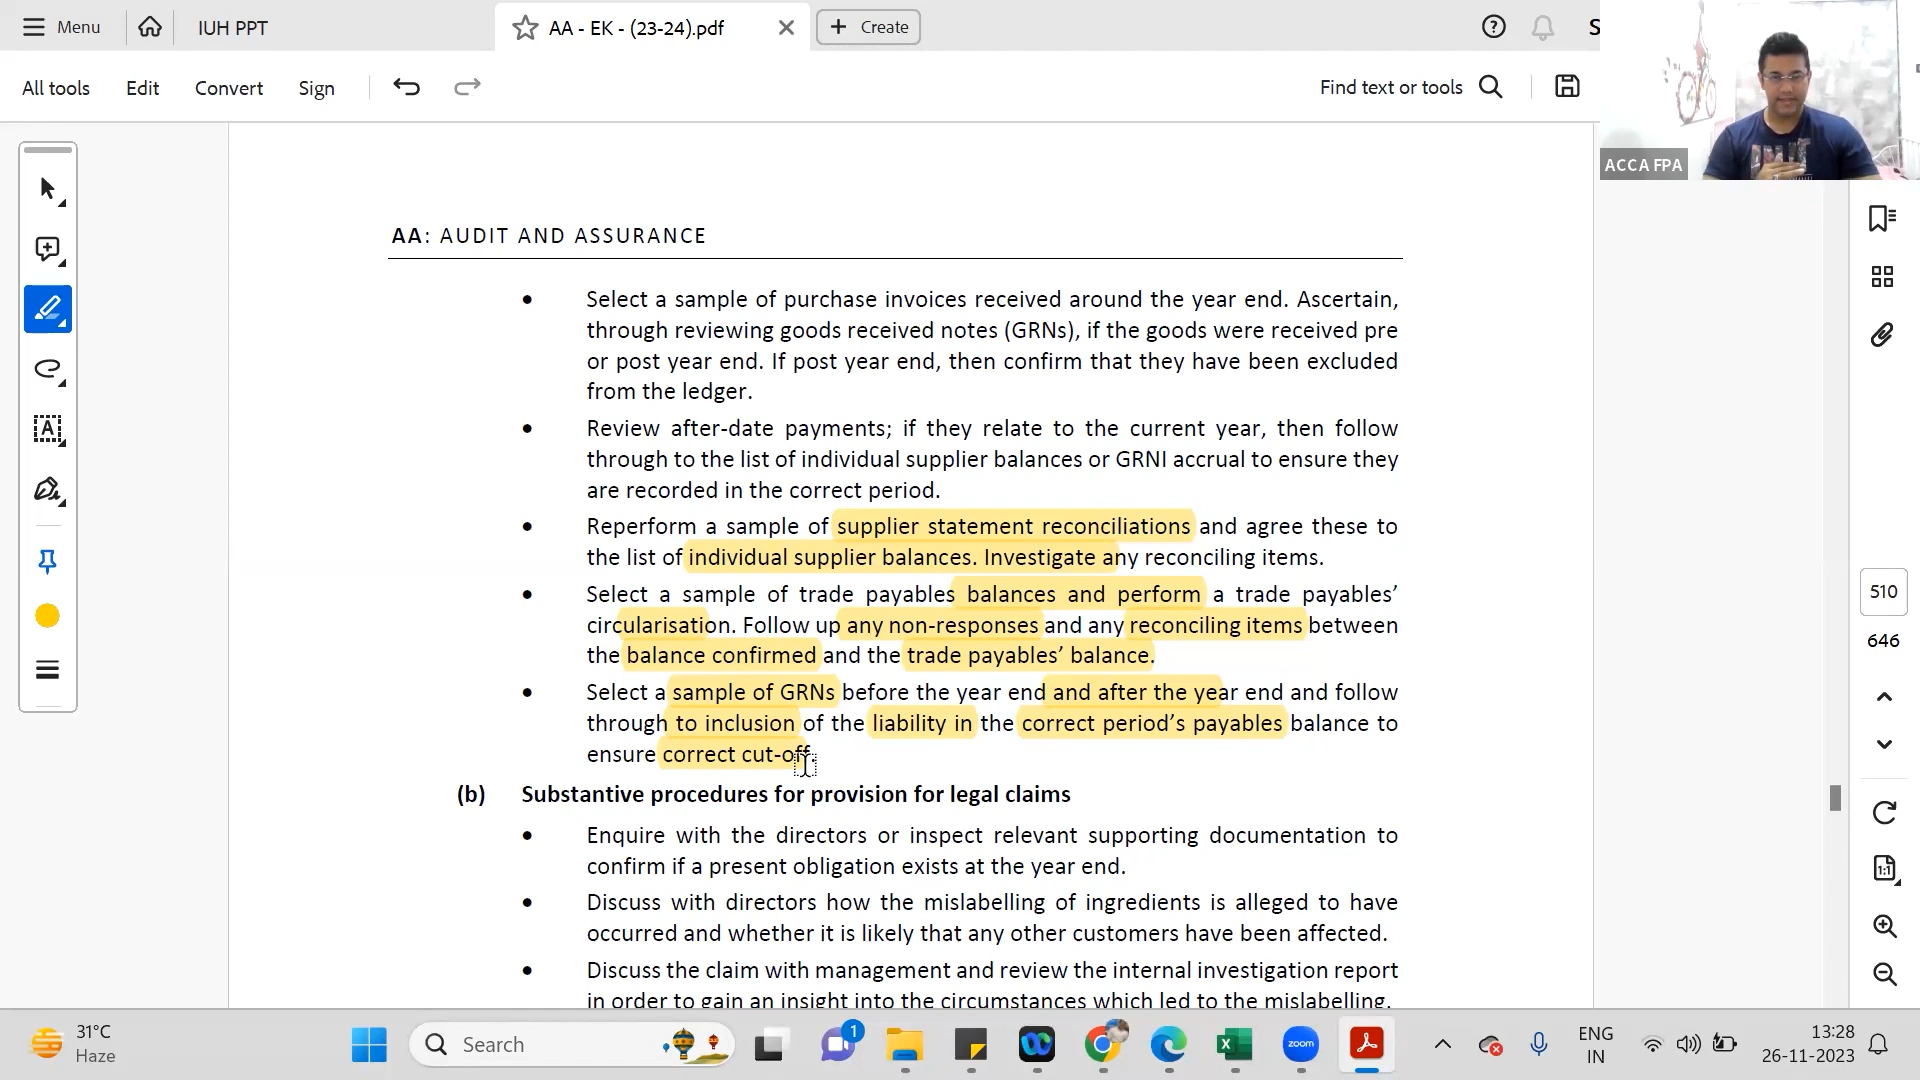 Menu
IUH PPT
AA - EK - (23-24).pdf
Create
S
All tools
Edit
Convert
Sign
Find text or tools
ACCA FPA
AA: AUDIT AND ASSURANCE
• Select a sample of purchase invoices received around the year end. Ascertain,
through reviewing goods received notes (GRNs), if the goods were received pre
or post year end. If post year end, then confirm that they have been excluded
from the ledger.
• Review after-date payments; if they relate to the current year, then follow
through to the list of individual supplier balances or GRNI accrual to ensure they
are recorded in the correct period.
• Reperform a sample of supplier statement reconciliations and agree these to
the list of individual supplier balances. Investigate any reconciling items.
• Select a sample of trade payables balances and perform a trade payables’
circularisation. Follow up any non-responses and any reconciling items between
the balance confirmed and the trade payables’ balance.
• Select a sample of GRNs before the year end and after the year end and follow
through to inclusion of the liability in the correct period’s payables balance to
ensure correct cut-off.
(b) Substantive procedures for provision for legal claims
• Enquire with the directors or inspect relevant supporting documentation to
confirm if a present obligation exists at the year end.
• Discuss with directors how the mislabelling of ingredients is alleged to have
occurred and whether it is likely that any other customers have been affected.
• Discuss the claim with management and review the internal investigation report
in order to gain an insight into the circumstances which led to the mislabelling.
510
646
1:1
31°C
Haze
Search
1
zoom
ENG
IN
13:28
26-11-2023